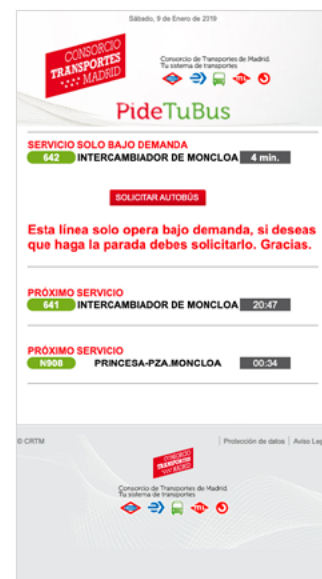 Sábado, 9 de Enero de 2019
CONSORCIO
TRANSPORTES
MADRID
Consorcio de Transportes de Madrid
Tu sistema de transportes
PideTuBus
SERVICIO SOLO BAJO DEMANDA
642 INTERCAMBIADOR DE MONCLOA 4 min.
SOLICITAR AUTOBÚS
Esta línea solo opera bajo demanda, si deseas
que haga la parada debes solicitarlo. Gracias.
PRÓXIMO SERVICIO
641 INTERCAMBIADOR DE MONCLOA 20:47
PRÓXIMO SERVICIO
N908 PRINCESA-PZA.MONCLOA 00:34
© CRTM Protección de datos Aviso Leg
CONSORCIO
TRANSPORTES
MADRID
Consorcio de Transportes de Madrid
Tu sistema de transportes